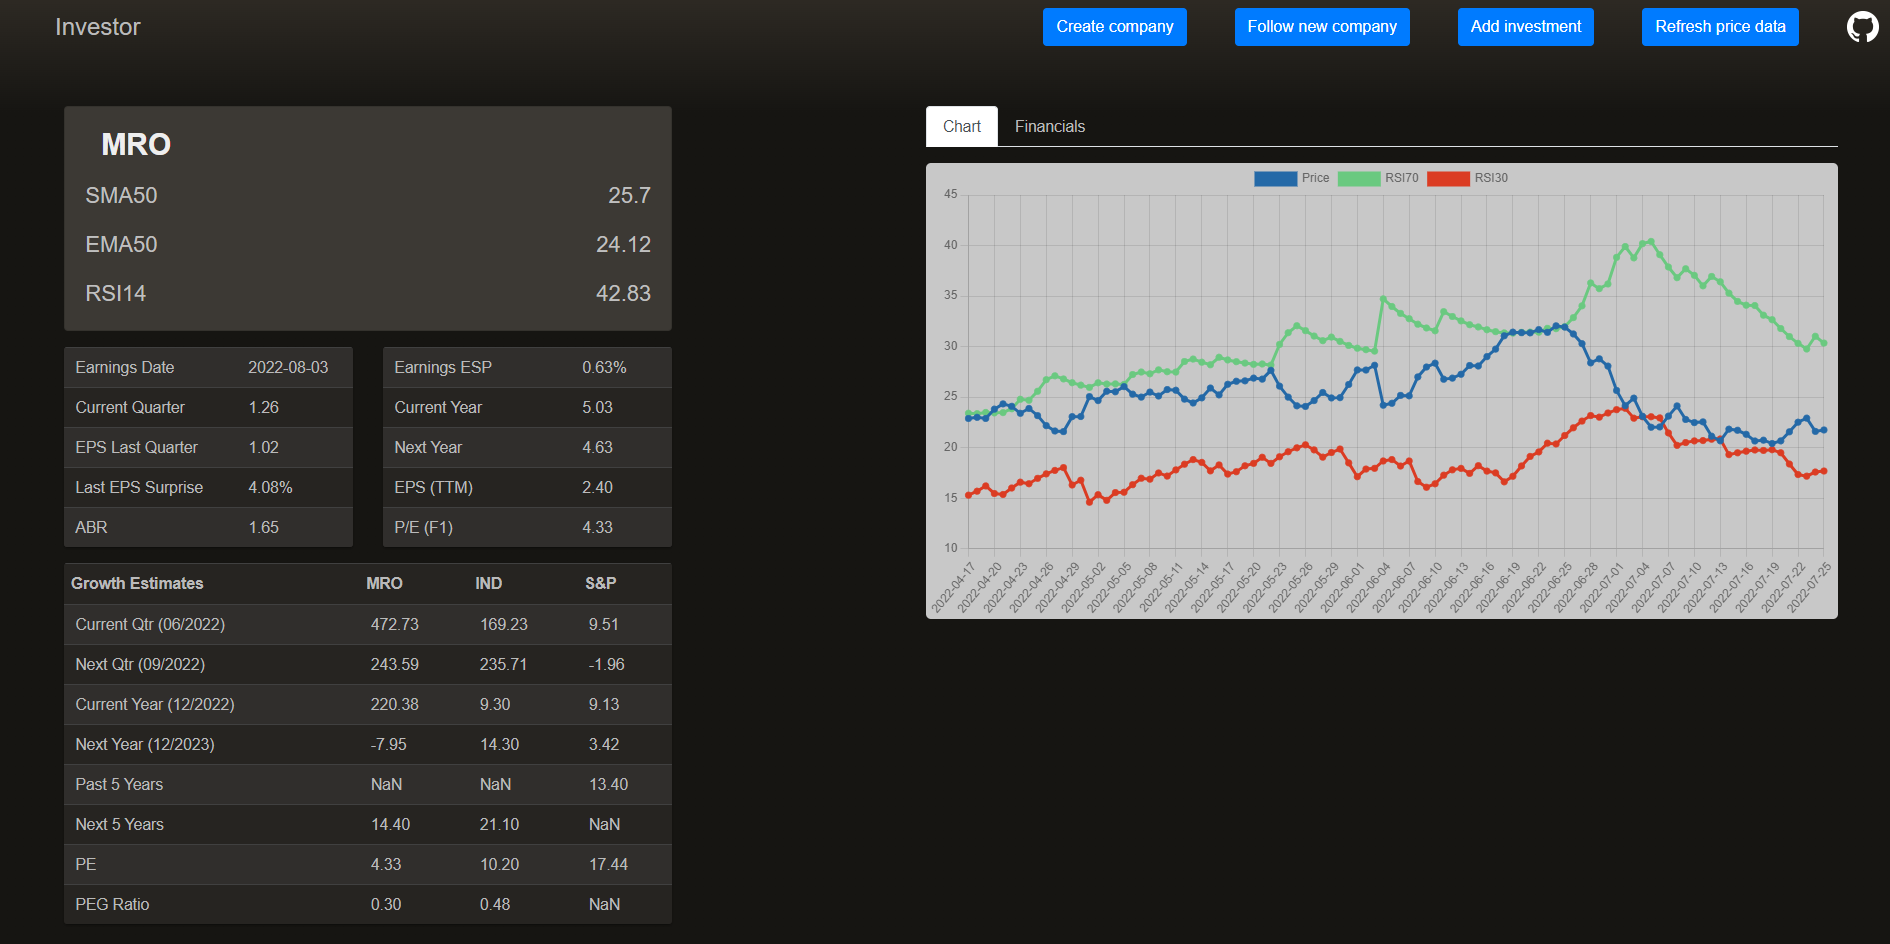 Investor
Create company
Follow new company
Add investment
Refresh price data
MRO
SMA50 25.7
EMA50 24.12
RSI14 42.83
Earnings Date 2022-08-03
Current Quarter 1.26
EPS Last Quarter 1.02
Last EPS Surprise 4.08%
ABR 1.65
Earnings ESP 0.63%
Current Year 5.03
Next Year 4.63
EPS (TTM) 2.40
P/E (F1) 4.33
Growth Estimates MRO IND S&P
Current Qtr (06/2022) 472.73 169.23 9.51
Next Qtr (09/2022) 243.59 235.71 -1.96
Current Year (12/2022) 220.38 9.30 9.13
Next Year (12/2023) -7.95 14.30 3.42
Past 5 Years NaN NaN 13.40
Next 5 Years 14.40 21.10 NaN
PE 4.33 10.20 17.44
PEG Ratio 0.30 0.48 NaN
Chart Financials
Price RSI70 RSI30
45
40
35
30
25
20
15
10
2022-04-17
2022-04-20
2022-04-23
2022-04-26
2022-04-29
2022-05-02
2022-05-05
2022-05-08
2022-05-11
2022-05-14
2022-05-17
2022-05-20
2022-05-23
2022-05-26
2022-05-29
2022-06-01
2022-06-04
2022-06-07
2022-06-10
2022-06-13
2022-06-16
2022-06-19
2022-06-22
2022-06-25
2022-06-28
2022-07-01
2022-07-04
2022-07-07
2022-07-10
2022-07-13
2022-07-16
2022-07-19
2022-07-22
2022-07-25